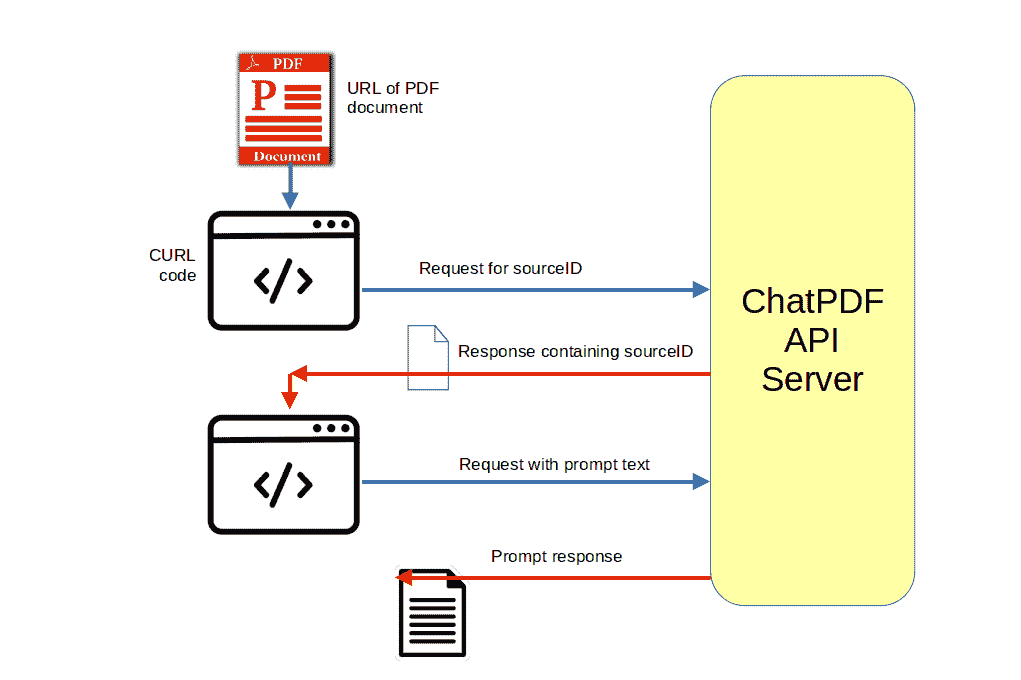 PDF
P
Document
URL of PDF
document
CURL
code
</>
Request for sourceID
Response containing sourceID
ChatPDF
API
Server
</>
Request with prompt text
Prompt response